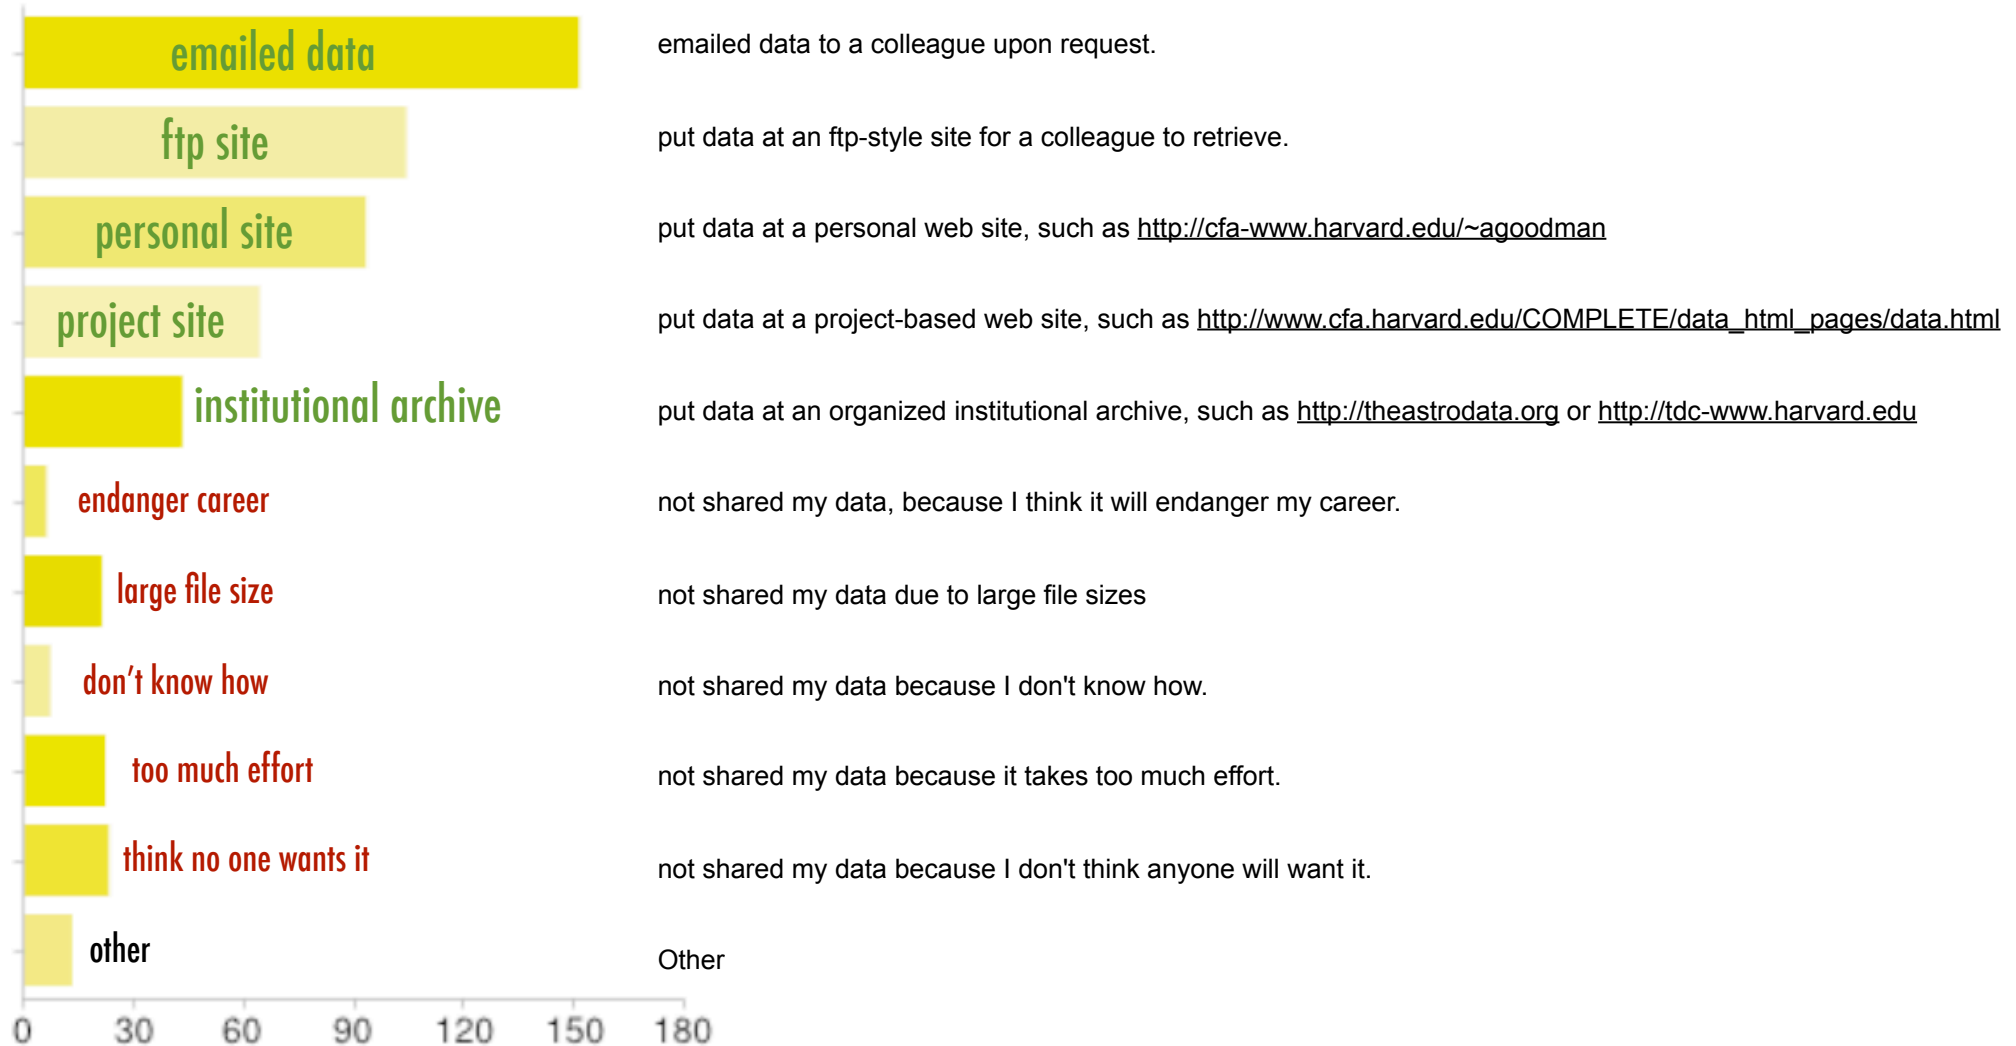 emailed data
emailed data to a colleague upon request.
ftp site
put data at an ftp-style site for a colleague to retrieve.
personal site
put data at a personal web site, such as http://cfa-www.harvard.edu/~agoodman
project site
put data at a project-based web site, such as http://www.cfa.harvard.edu/COMPLETE/data_html_pages/data.html
institutional archive
put data at an organized institutional archive, such as http://theastrodata.org or http://tdc-www.harvard.edu
endanger career
not shared my data, because I think it will endanger my career.
large file size
not shared my data due to large file sizes
don’t know how
not shared my data because I don't know how.
too much effort
not shared my data because it takes too much effort.
think no one wants it
not shared my data because I don't think anyone will want it.
other
Other
0 30 60 90 120 150 180